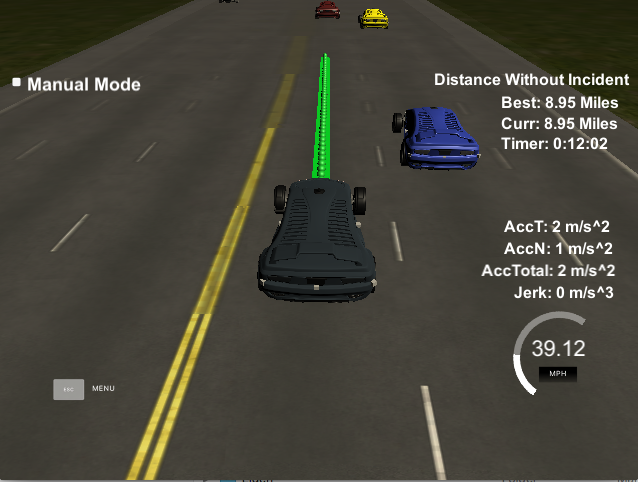 Manual Mode
Distance Without Incident
Best: 8.95 Miles
Curr: 8.95 Miles
Timer: 0:12:02
AccT: 2 m/s^2
AccN: 1 m/s^2
AccTotal: 2 m/s^2
Jerk: 0 m/s^3
39.12
MPH
ESC MENU